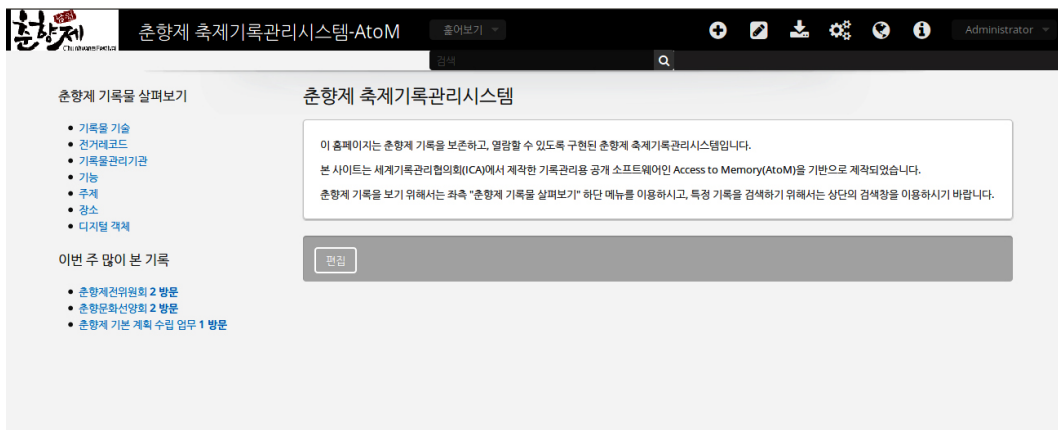 남원
춘향제
Chunhyang Festival
춘향제 축제기록관리시스템-AtoM
훑어보기
Administrator
검색
춘향제 기록물 살펴보기
기록물 기술
전거레코드
기록물관리기관
기능
주제
장소
디지털 객체
이번 주 많이 본 기록
춘향제전위원회 2 방문
춘향문화선양회 2 방문
춘향제 기본 계획 수립 업무 1 방문
춘향제 축제기록관리시스템
이 홈페이지는 춘향제 기록을 보존하고, 열람할 수 있도록 구현된 춘향제 축제기록관리시스템입니다.
본 사이트는 세계기록관리협의회(ICA)에서 제작한 기록관리용 공개 소프트웨어인 Access to Memory(AtoM)을 기반으로 제작되었습니다.
춘향제 기록을 보기 위해서는 좌측 "춘향제 기록물 살펴보기" 하단 메뉴를 이용하시고, 특정 기록을 검색하기 위해서는 상단의 검색창을 이용하시기 바랍니다.
편집